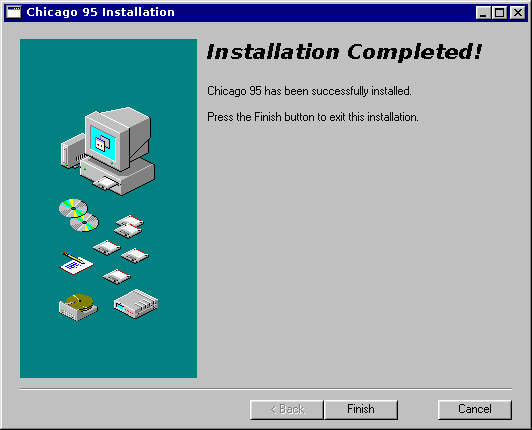 Chicago 95 Installation
Installation Completed!
Chicago 95 has been successfully installed.
Press the Finish button to exit this installation.
< Back
Finish
Cancel